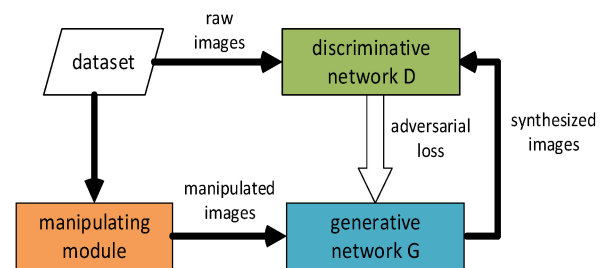 raw
images
dataset
discriminative
network D
adversarial
loss
synthesized
images
manipulated
images
manipulating
module
generative
network G